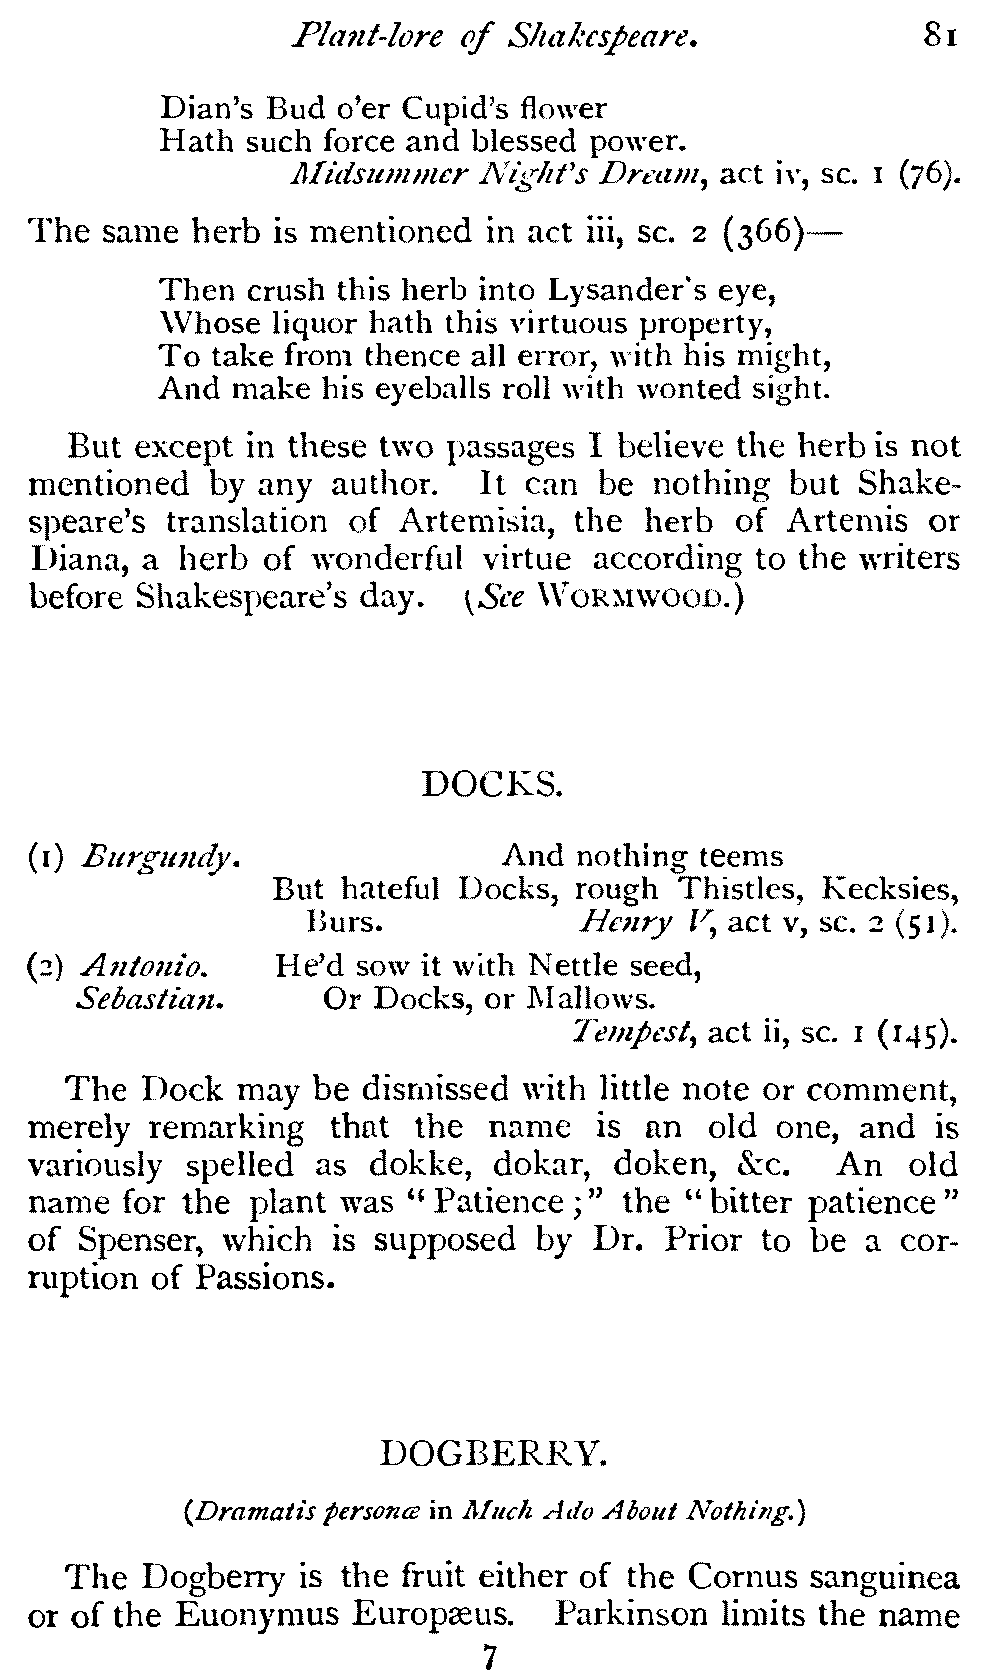 Plant-lore of Shakespeare. 81
Dian's Bud o'er Cupid's flower
Hath such force and blessed power.
Midsummer Night's Dream, act iv, sc. 1 (76).
The same herb is mentioned in act iii, sc. 2 (366)—
Then crush this herb into Lysander's eye,
Whose liquor hath this virtuous property,
To take from thence all error, with his might,
And make his eyeballs roll with wonted sight.
But except in these two passages I believe the herb is not
mentioned by any author. It can be nothing but Shake-
speare's translation of Artemisia, the herb of Artemis or
Diana, a herb of wonderful virtue according to the writers
before Shakespeare's day. (See WORMWOOD.)
DOCKS.
(1) Burgundy. And nothing teems
But hateful Docks, rough Thistles, Kecksies,
Burs. Henry V, act v, sc. 2 (51).
(2) Antonio. He'd sow it with Nettle seed,
Sebastian. Or Docks, or Mallows.
Tempest, act ii, sc. 1 (145).
The Dock may be dismissed with little note or comment,
merely remarking that the name is an old one, and is
variously spelled as dokke, dokar, doken, &c. An old
name for the plant was "Patience;" the "bitter patience"
of Spenser, which is supposed by Dr. Prior to be a cor-
ruption of Passions.
DOGBERRY.
(Dramatis personæ in Much Ado About Nothing.)
The Dogberry is the fruit either of the Cornus sanguinea
or of the Euonymus Europæus. Parkinson limits the name
7